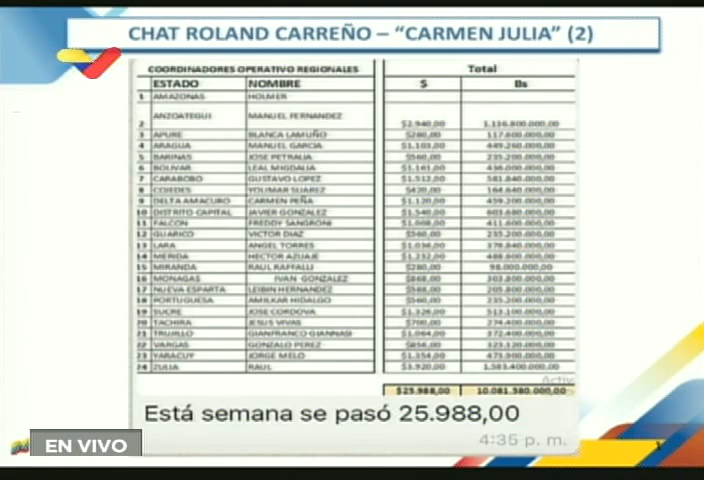 CHAT ROLAND CARREÑO – “CARMEN JULIA” (2)
COORDINADORES OPERATIVO REGIONALES Total
ESTADO NOMBRE $ Bs
1 AMAZONAS HOLMER
2 ANZOATEGUI MANUEL FERNANDEZ $2.940,00 1.136.800.000,00
3 APURE BLANCA LAMUÑO $280,00 117.600.000,00
4 ARAGUA MANUEL GARCIA $1.103,00 449.260.000,00
5 BARINAS JOSE PETRALIA $560,00 235.200.000,00
6 BOLIVAR LEAL MIGDALIA $1.161,00 436.000.000,00
7 CARABOBO GUSTAVO LOPEZ $1.512,00 581.840.000,00
8 COJEDES YOLIMAR SUAREZ $420,00 164.640.000,00
9 DELTA AMACURO CARMEN PEÑA $1.120,00 459.200.000,00
10 DISTRITO CAPITAL JAVIER GONZALEZ $1.540,00 603.680.000,00
11 FALCON FREDDY SANGRONI $1.008,00 411.600.000,00
12 GUARICO VICTOR DIAZ $560,00 235.200.000,00
13 LARA ANGEL TORRES $1.036,00 378.840.000,00
14 MERIDA HECTOR AZUAJE $1.232,00 488.800.000,00
15 MIRANDA RAUL RAFFALLI $280,00 98.000.000,00
16 MONAGAS IVAN GONZALEZ $868,00 303.800.000,00
17 NUEVA ESPARTA LEIBIN HERNANDEZ $588,00 205.800.000,00
18 PORTUGUESA AMILKAR HIDALGO $560,00 235.200.000,00
19 SUCRE JOSE CORDOVA $1.326,00 513.100.000,00
20 TACHIRA JESUS VIVAS $700,00 274.400.000,00
21 TRUJILLO GIANFRANCO GIANNASI $1.064,00 372.400.000,00
22 VARGAS GONZALO PEREZ $856,00 323.120.000,00
23 YARACUY JORGE MELO $1.354,00 473.900.000,00
24 ZULIA RAUL $3.920,00 1.583.400.000,00
Activ
$25.988,00 10.081.580.000,00
Está semana se pasó 25.988,00
4:35 p. m.
EN VIVO